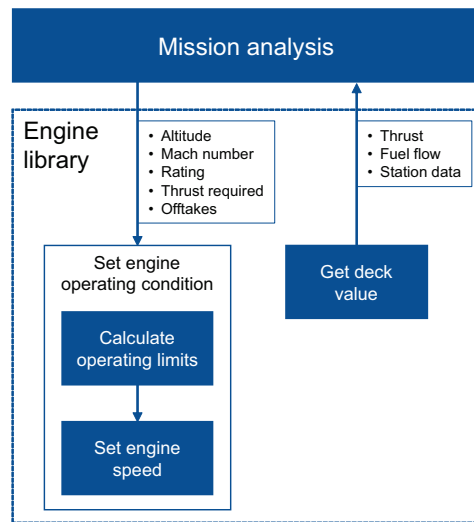 Mission analysis
Engine
library
• Altitude
• Mach number
• Rating
• Thrust required
• Offtakes
• Thrust
• Fuel flow
• Station data
Set engine
operating condition
Calculate
operating limits
Set engine
speed
Get deck
value